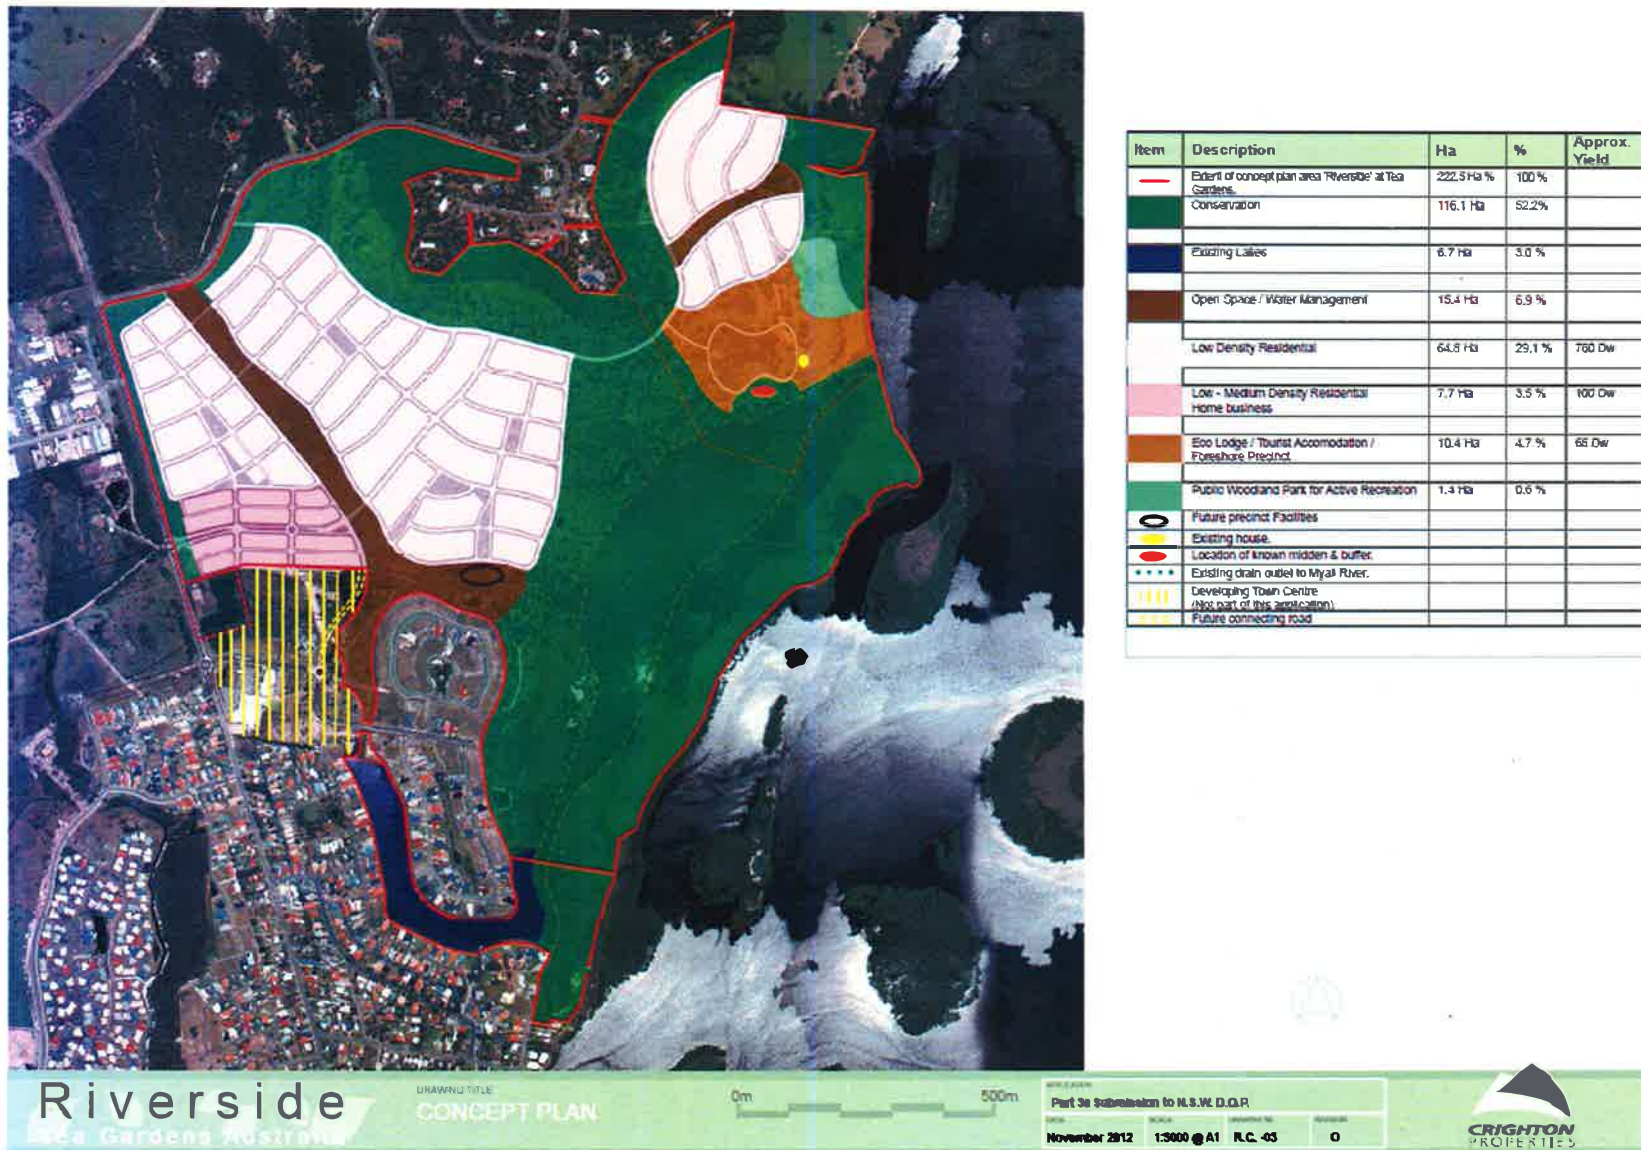 Item Description Ha % Approx. Yield
Extent of concept plan area 'Riverside' at Tea Gardens. 222.5 Ha % 100 %
Conservation 116.1 Ha 52.2%
Existing Lakes 6.7 Ha 3.0 %
Open Space / Water Management 15.4 Ha 6.9 %
Low Density Residential 64.8 Ha 29.1 % 760 Dw
Low - Medium Density Residential
Home business 7.7 Ha 3.5 % 100 Dw
Eco Lodge / Tourist Accomodation /
Foreshore Precinct 10.4 Ha 4.7 % 65 Dw
Public Woodland Park for Active Recreation 1.4 Ha 0.6 %
Future precinct Facilities
Existing house.
Location of known midden & buffer.
Existing drain outlet to Myall River.
Developing Town Centre
(Not part of this application)
Future connecting road
Riverside
Tea Gardens Australia
DRAWING TITLE
CONCEPT PLAN
0m 500m
APPLICATION
Part 3a Submission to N.S.W. D.O.P.
DATE SCALE DRAWING No. REVISION
November 2012 1:5000 @ A1 R.C. -03 O
CRIGHTON
PROPERTIES